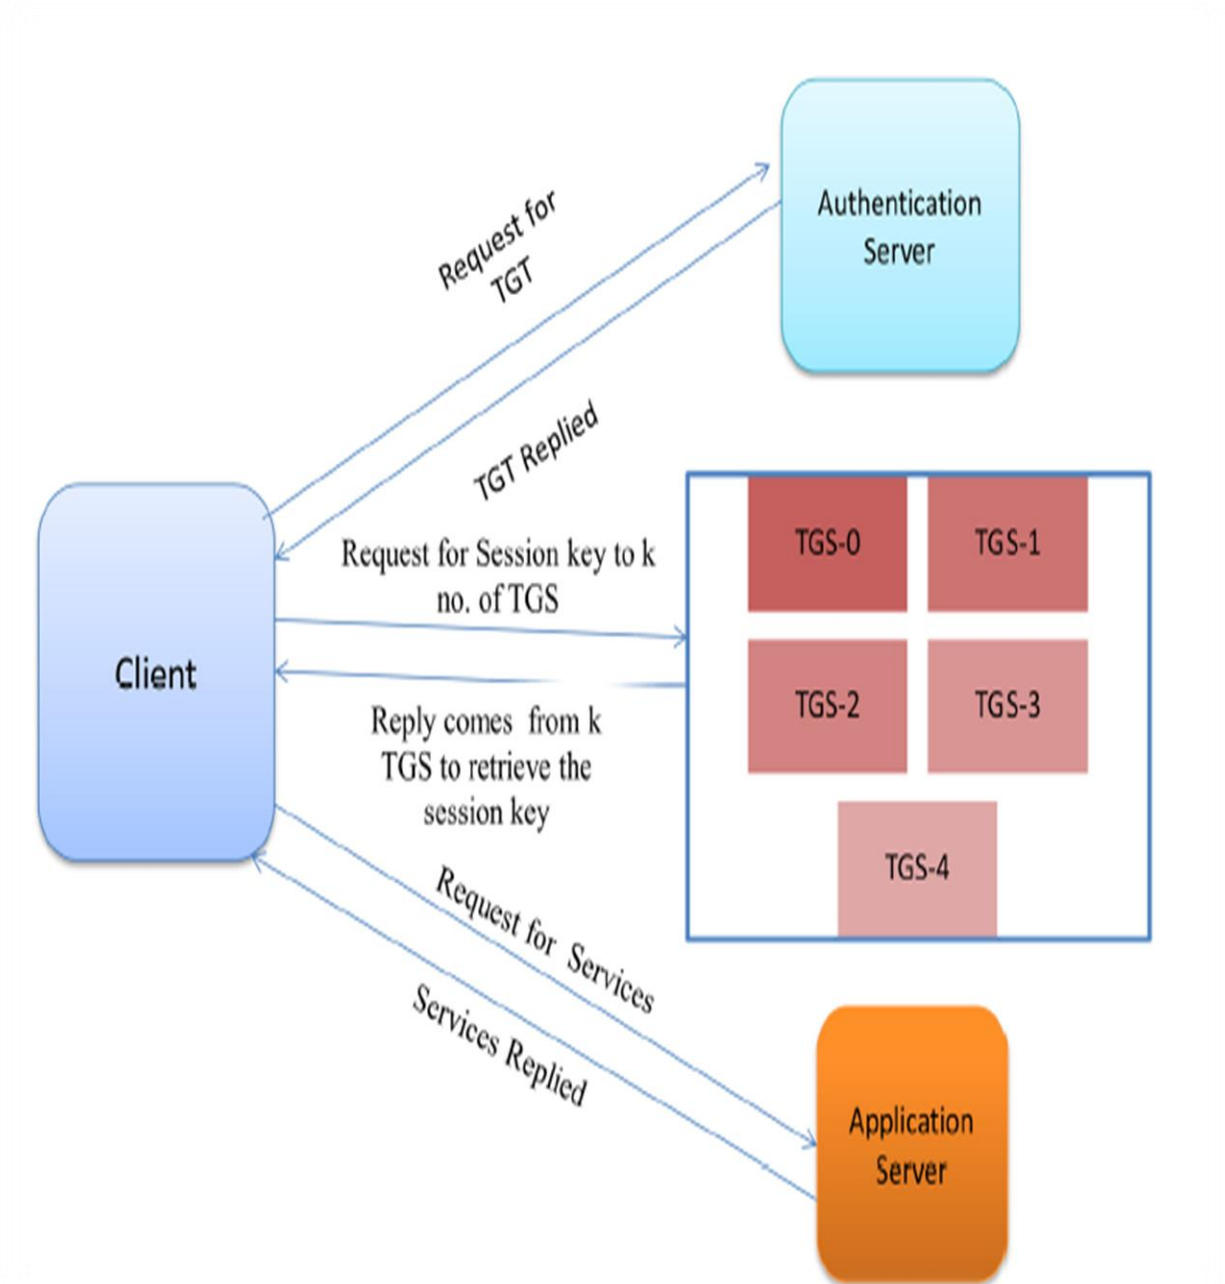 Authentication
Server
Request for
TGT
TGT Replied
Request for Session key to k
no. of TGS
Client
Reply comes from k
TGS to retrieve the
session key
TGS-0
TGS-1
TGS-2
TGS-3
TGS-4
Request for Services
Services Replied
Application
Server